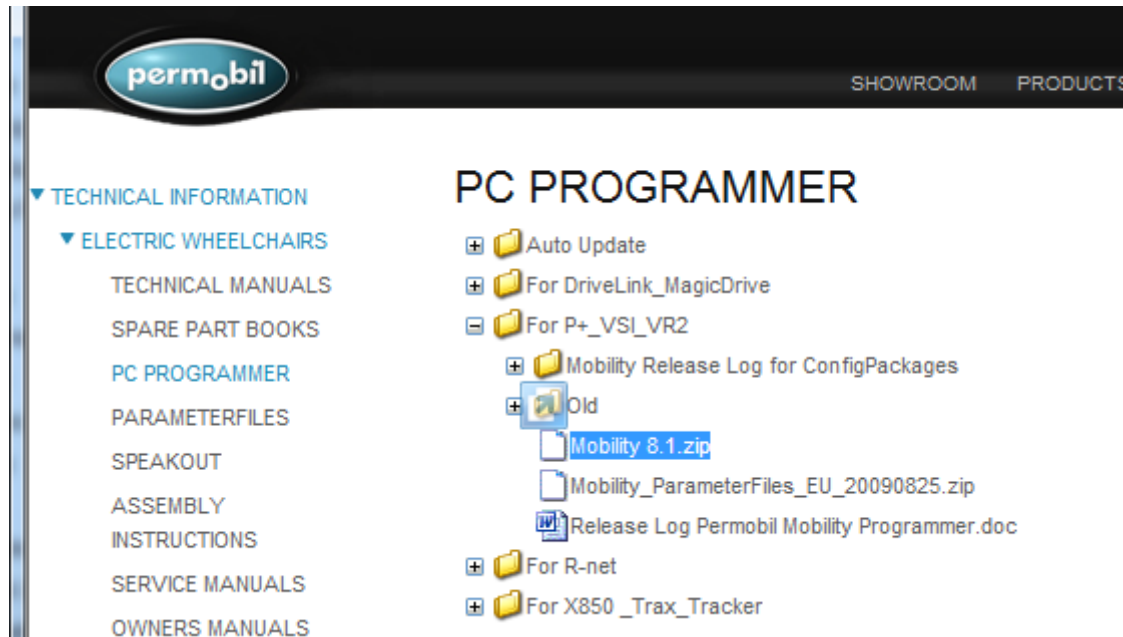 permobil
SHOWROOM PRODUCTS
TECHNICAL INFORMATION
ELECTRIC WHEELCHAIRS
TECHNICAL MANUALS
SPARE PART BOOKS
PC PROGRAMMER
PARAMETERFILES
SPEAKOUT
ASSEMBLY
INSTRUCTIONS
SERVICE MANUALS
OWNERS MANUALS
PC PROGRAMMER
Auto Update
For DriveLink_MagicDrive
For P+_VSI_VR2
Mobility Release Log for ConfigPackages
Old
Mobility 8.1.zip
Mobility_ParameterFiles_EU_20090825.zip
Release Log Permobil Mobility Programmer.doc
For R-net
For X850 _Trax_Tracker